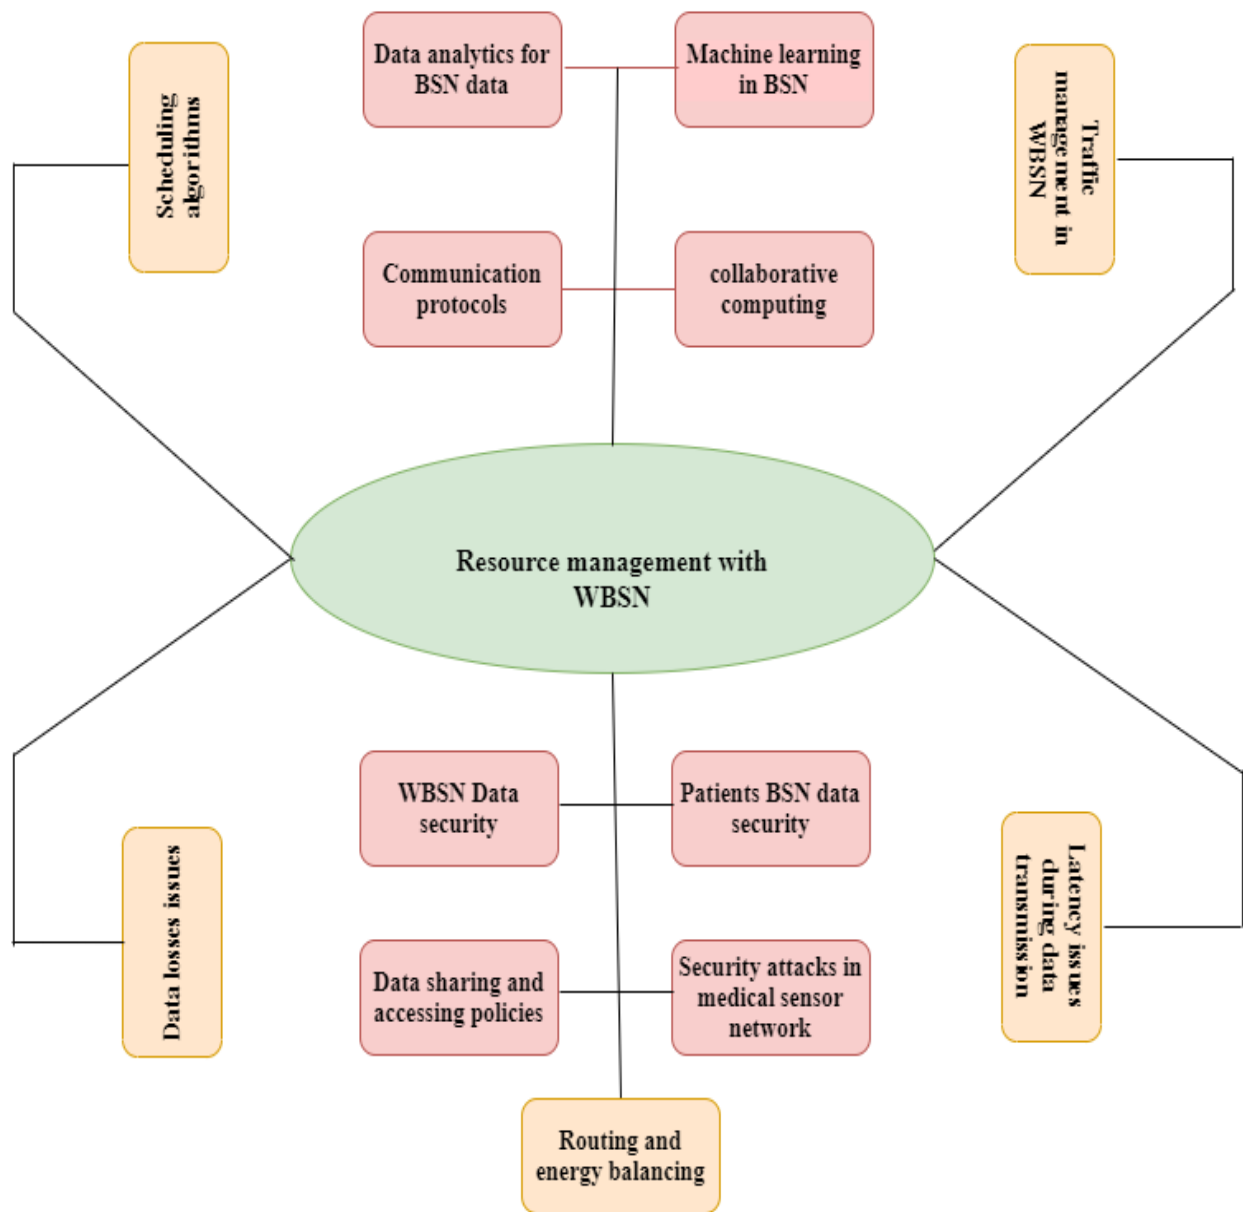 Data analytics for
BSN data
Machine learning
in BSN
Scheduling
algorithms
Traffic
management in
WBSN
Communication
protocols
collaborative
computing
Resource management with
WBSN
WBSN Data
security
Patients BSN data
security
Data losses issues
Latency issues
during data
transmission
Data sharing and
accessing policies
Security attacks in
medical sensor
network
Routing and
energy balancing